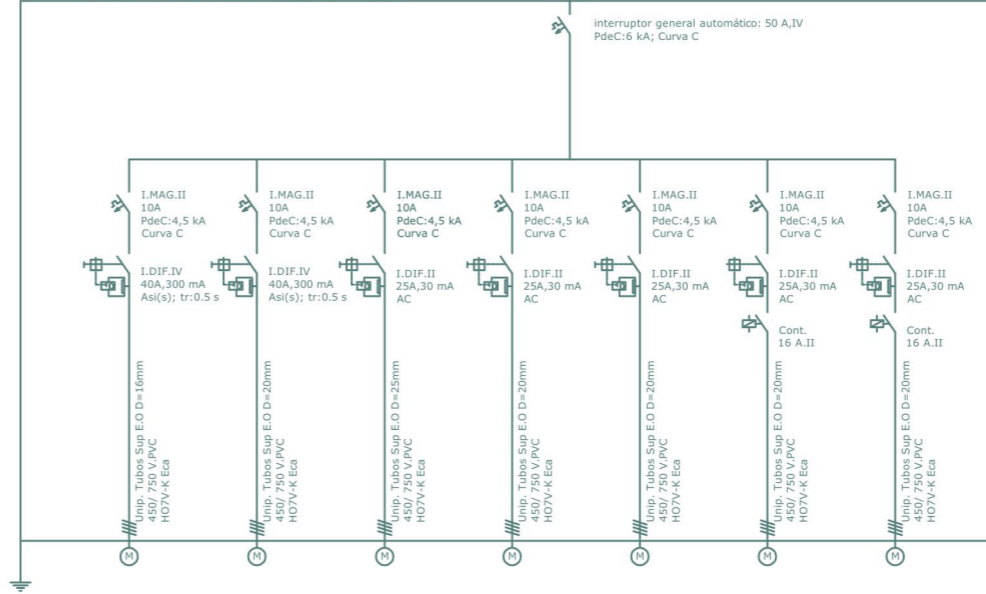 interruptor general automático: 50 A,IV
PdeC:6 kA; Curva C
I.MAG.II
10A
PdeC:4,5 kA
Curva C
I.DIF.IV
40A,300 mA
Asi(s); tr:0.5 s
Unip. Tubos Sup E.O D=16mm
450/ 750 V.PVC
HO7V-K Eca
M
I.MAG.II
10A
PdeC:4,5 kA
Curva C
I.DIF.IV
40A,300 mA
Asi(s); tr:0.5 s
Unip. Tubos Sup E.O D=20mm
450/ 750 V.PVC
HO7V-K Eca
M
I.MAG.II
10A
PdeC:4,5 kA
Curva C
I.DIF.II
25A,30 mA
AC
Unip. Tubos Sup E.O D=25mm
450/ 750 V.PVC
HO7V-K Eca
M
I.MAG.II
10A
PdeC:4,5 kA
Curva C
I.DIF.II
25A,30 mA
AC
Unip. Tubos Sup E.O D=20mm
450/ 750 V.PVC
HO7V-K Eca
M
I.MAG.II
10A
PdeC:4,5 kA
Curva C
I.DIF.II
25A,30 mA
AC
Unip. Tubos Sup E.O D=20mm
450/ 750 V.PVC
HO7V-K Eca
M
I.MAG.II
10A
PdeC:4,5 kA
Curva C
I.DIF.II
25A,30 mA
AC
Cont.
16 A.II
Unip. Tubos Sup E.O D=20mm
450/ 750 V.PVC
HO7V-K Eca
M
I.MAG.II
10A
PdeC:4,5 kA
Curva C
I.DIF.II
25A,30 mA
AC
Cont.
16 A.II
Unip. Tubos Sup E.O D=20mm
450/ 750 V.PVC
HO7V-K Eca
M